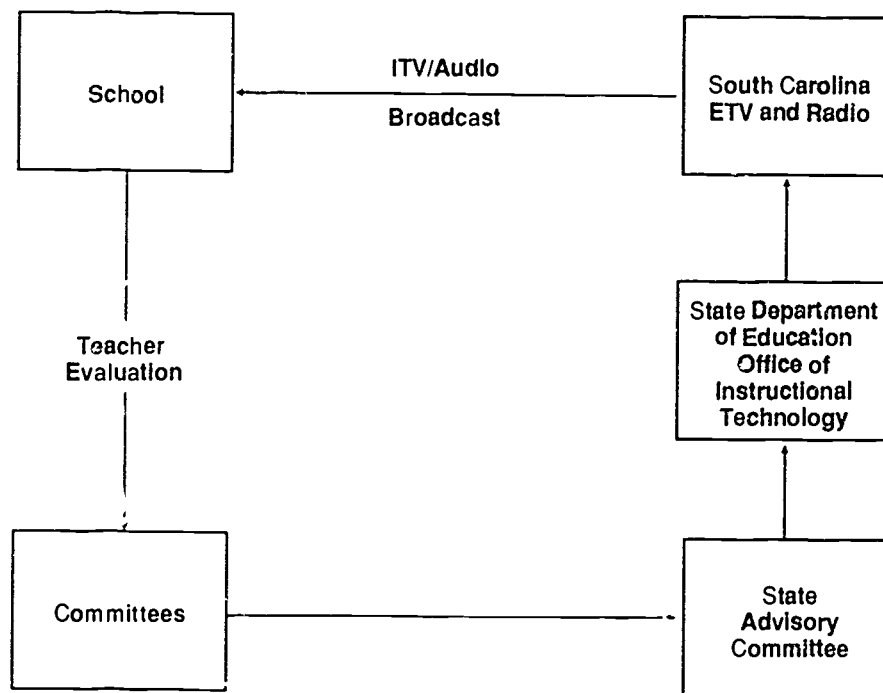 School
ITV/Audio
Broadcast
South Carolina
ETV and Radio
State Department
of Education
Office of
Instructional
Technology
Teacher
Evaluation
Committees
State
Advisory
Committee